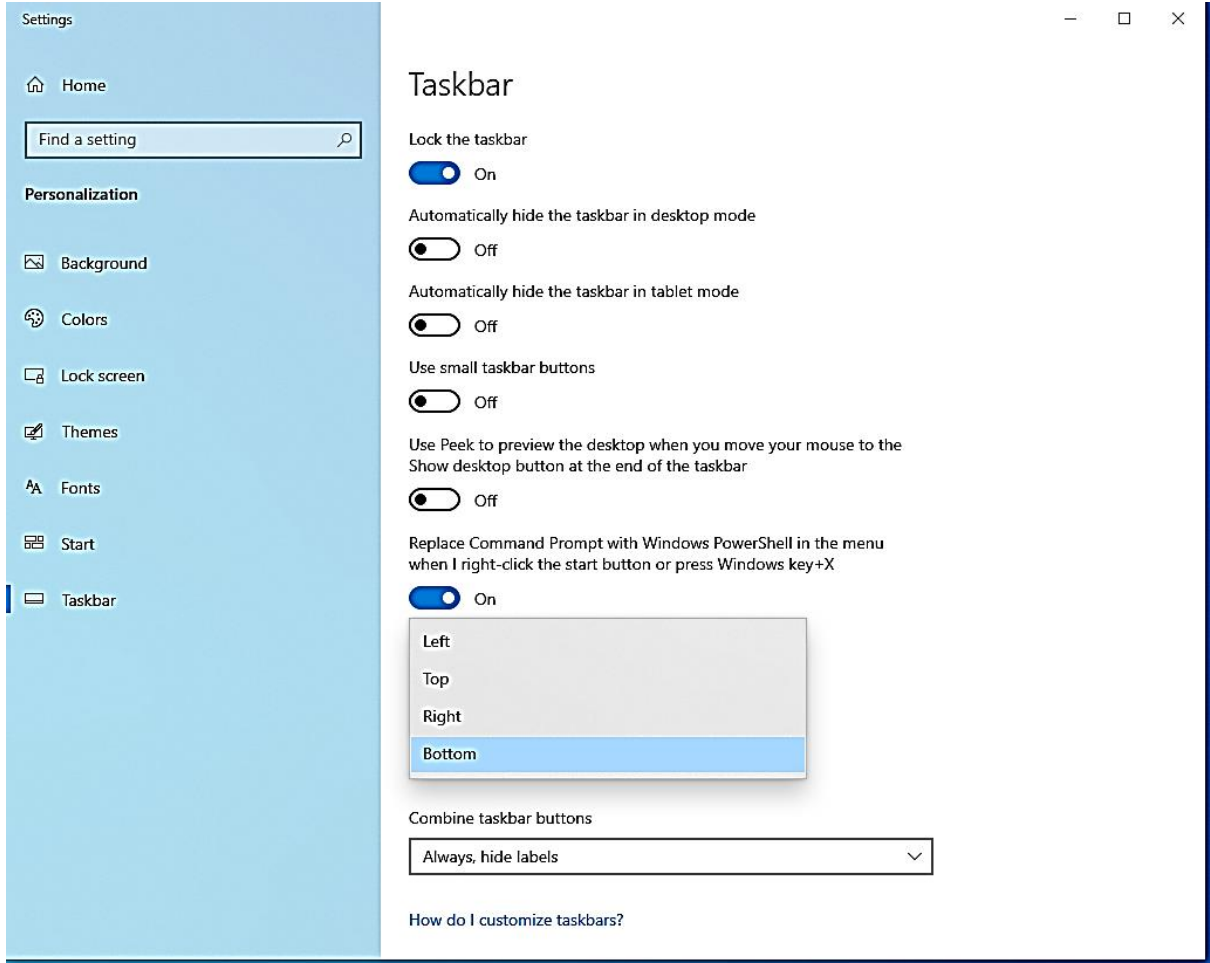 Settings
Home
Find a setting
Personalization
Background
Colors
Lock screen
Themes
Fonts
Start
Taskbar
Taskbar
Lock the taskbar
On
Automatically hide the taskbar in desktop mode
Off
Automatically hide the taskbar in tablet mode
Off
Use small taskbar buttons
Off
Use Peek to preview the desktop when you move your mouse to the
Show desktop button at the end of the taskbar
Off
Replace Command Prompt with Windows PowerShell in the menu
when I right-click the start button or press Windows key+X
On
Left
Top
Right
Bottom
Combine taskbar buttons
Always, hide labels
How do I customize taskbars?